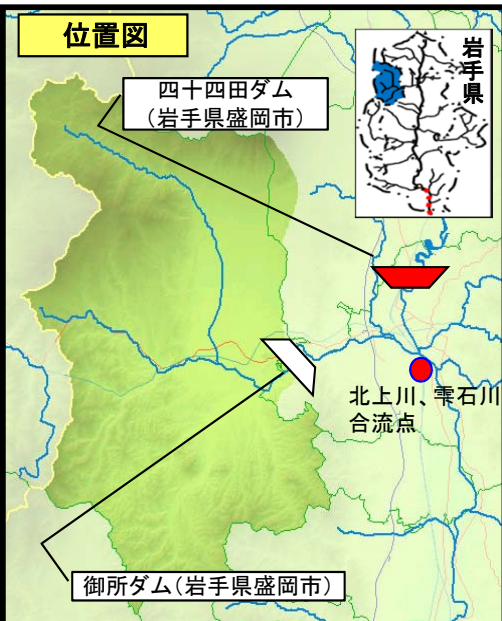 位置図
四十四田ダム
（岩手県盛岡市）
岩手県
北上川、雫石川
合流点
御所ダム（岩手県盛岡市）